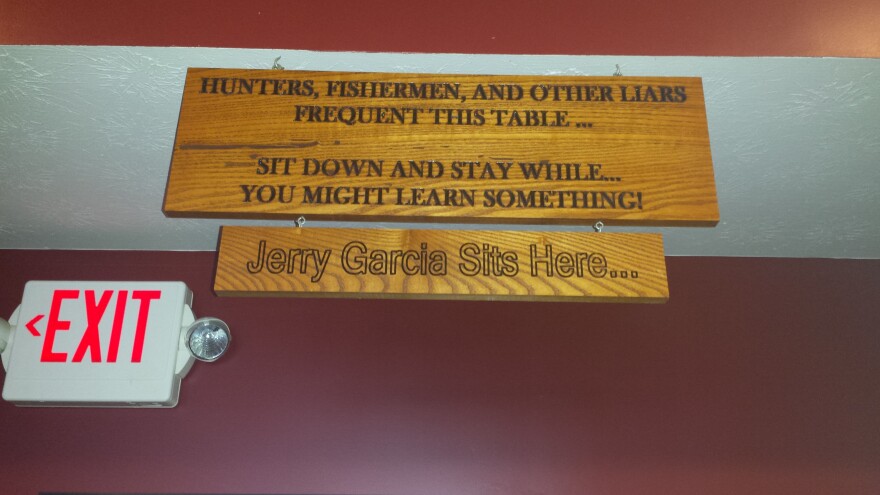 HUNTERS, FISHERMEN, AND OTHER LIARS
FREQUENT THIS TABLE ...
SIT DOWN AND STAY WHILE...
YOU MIGHT LEARN SOMETHING!
Jerry Garcia Sits Here...
<EXIT